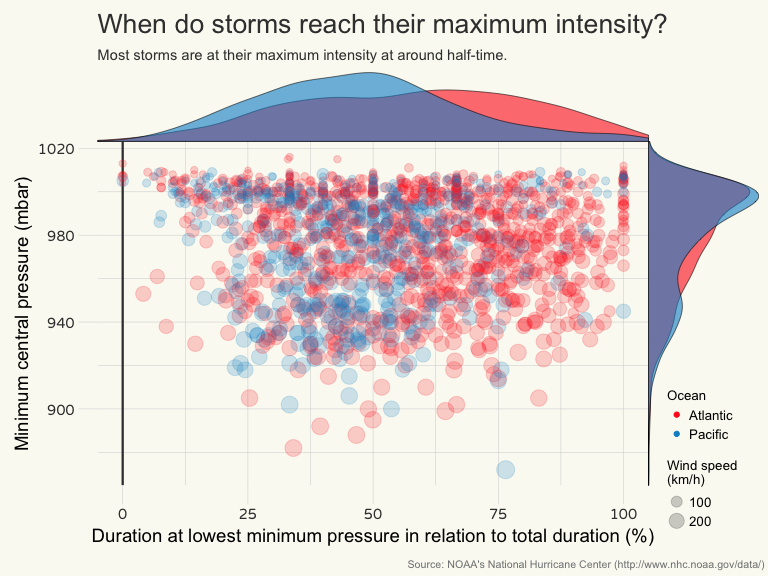 When do storms reach their maximum intensity?
Most storms are at their maximum intensity at around half-time.
Minimum central pressure (mbar)
1020
980
940
900
0 25 50 75 100
Duration at lowest minimum pressure in relation to total duration (%)
Ocean
Atlantic
Pacific
Wind speed
(km/h)
100
200
Source: NOAA's National Hurricane Center (http://www.nhc.noaa.gov/data/)